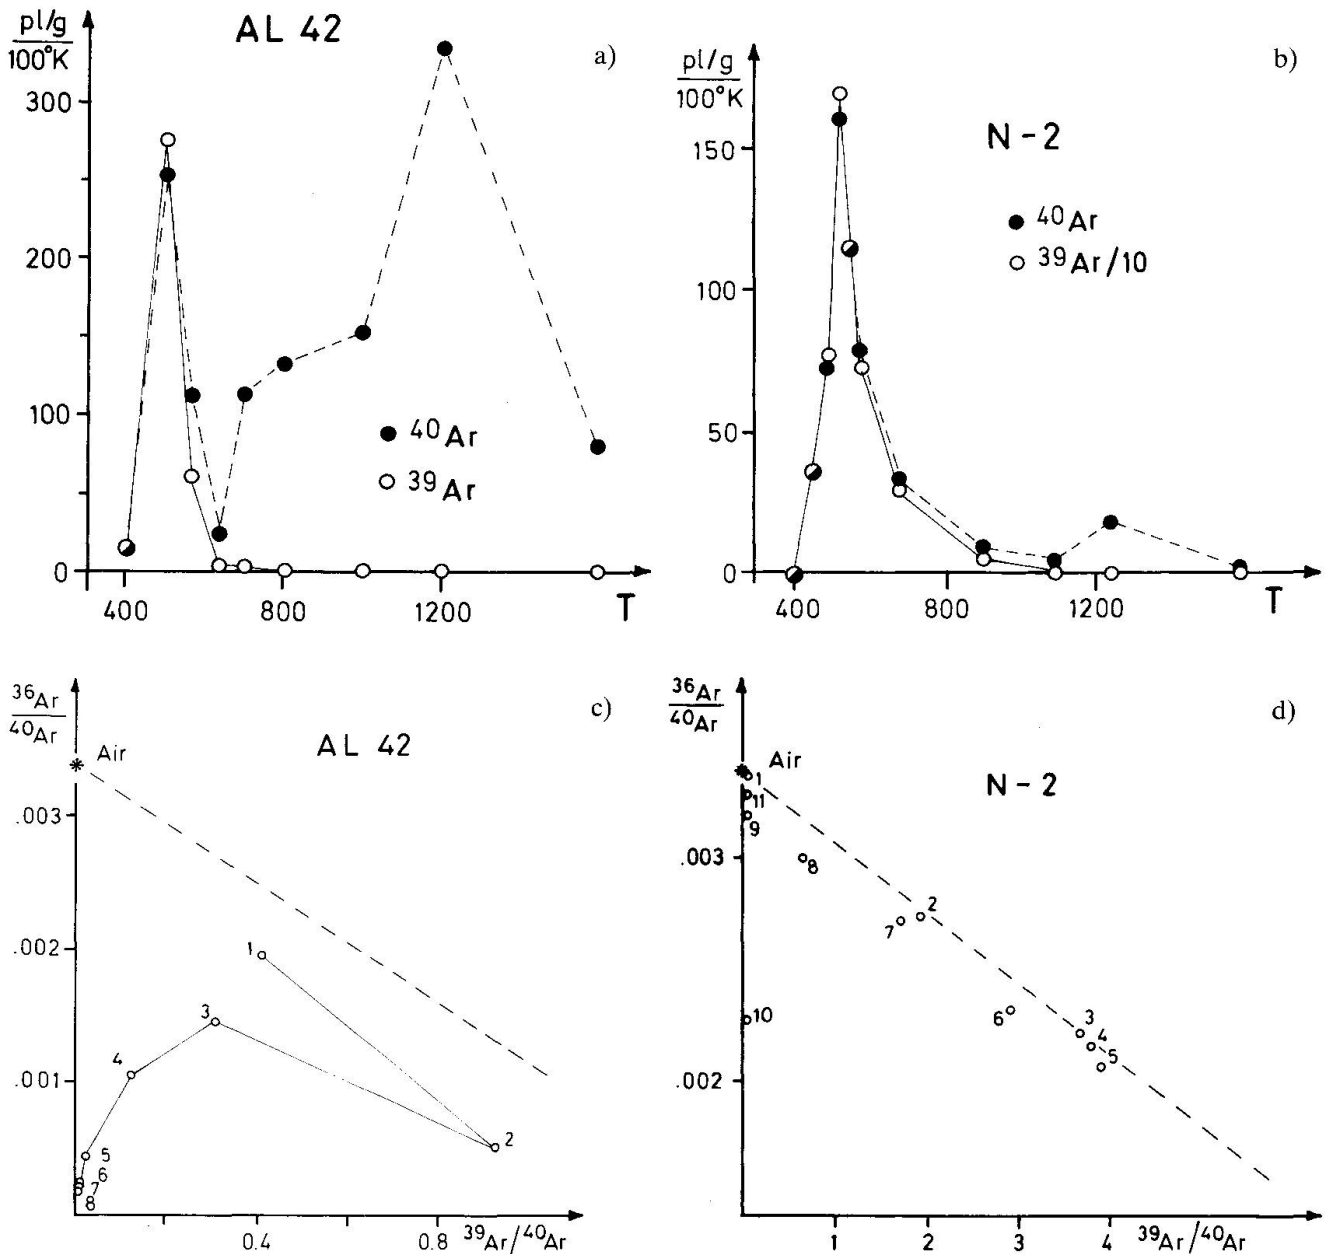 AL 42
a)
pl/g
100°K
300
200
100
0
400
800
1200
T
40Ar
39Ar
b)
pl/g
100°K
N-2
150
100
50
0
400
800
1200
T
40Ar
39Ar/10
c)
36Ar
40Ar
AL 42
* Air
.003
.002
.001
1
2
3
4
5
6
7
8
0.4
0.8
39Ar/40Ar
d)
36Ar
40Ar
N-2
* Air
.003
.002
1
11
9
8
2
7
6
10
3
4
5
1
2
3
4
39Ar/40Ar